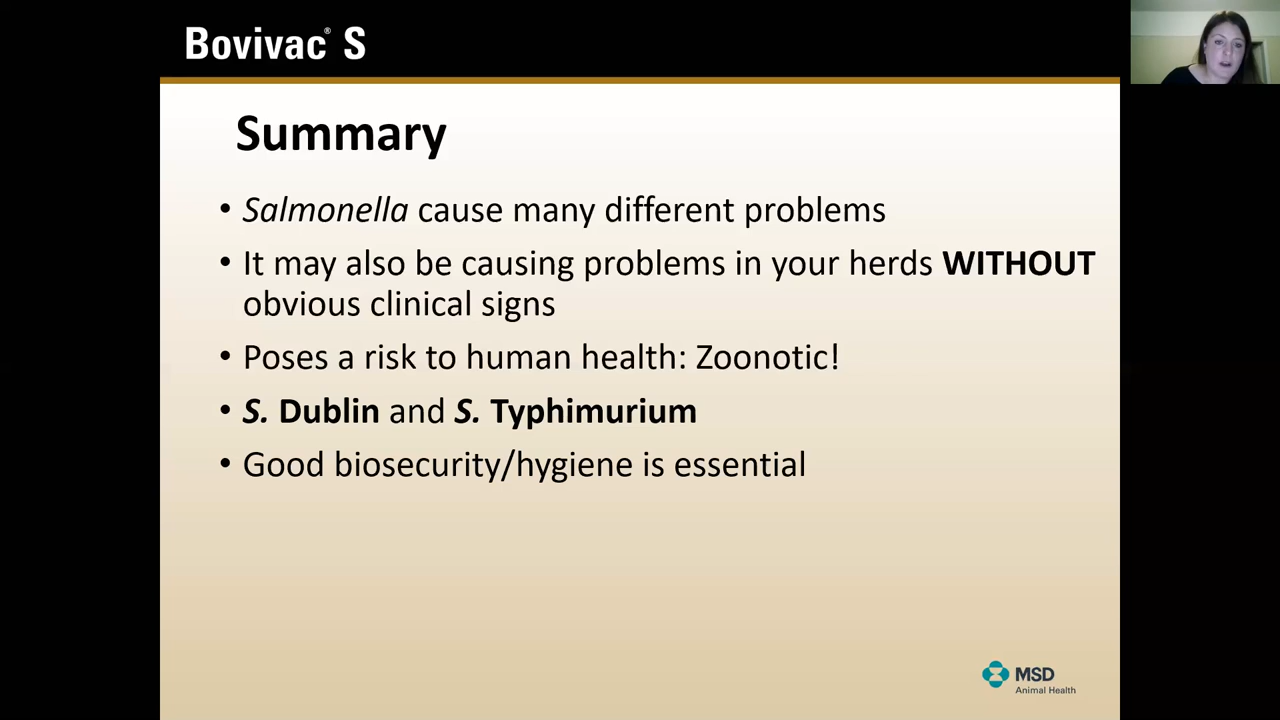 Bovivac® S
Summary
• Salmonella cause many different problems
• It may also be causing problems in your herds WITHOUT
obvious clinical signs
• Poses a risk to human health: Zoonotic!
• S. Dublin and S. Typhimurium
• Good biosecurity/hygiene is essential
MSD
Animal Health